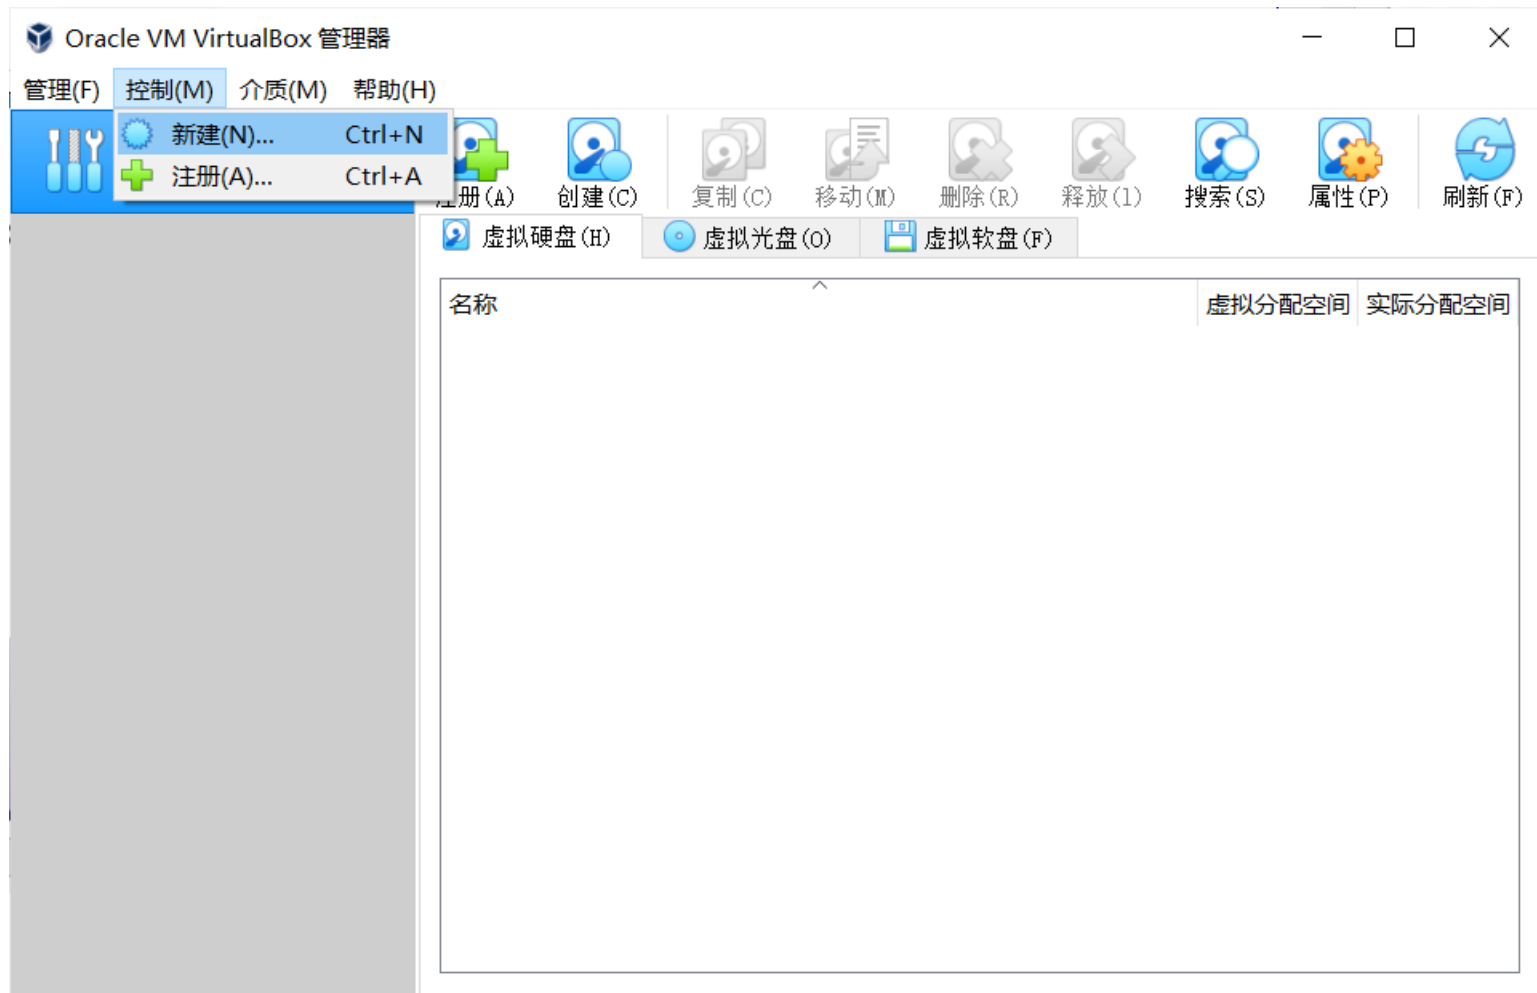 Oracle VM VirtualBox 管理器
管理(F) 控制(M) 介质(M) 帮助(H)
新建(N)... Ctrl+N
注册(A)... Ctrl+A
注册(A) 创建(C) 复制(C) 移动(M) 删除(R) 释放(l) 搜索(S) 属性(P) 刷新(F)
虚拟硬盘(H) 虚拟光盘(O) 虚拟软盘(F)
名称 虚拟分配空间 实际分配空间